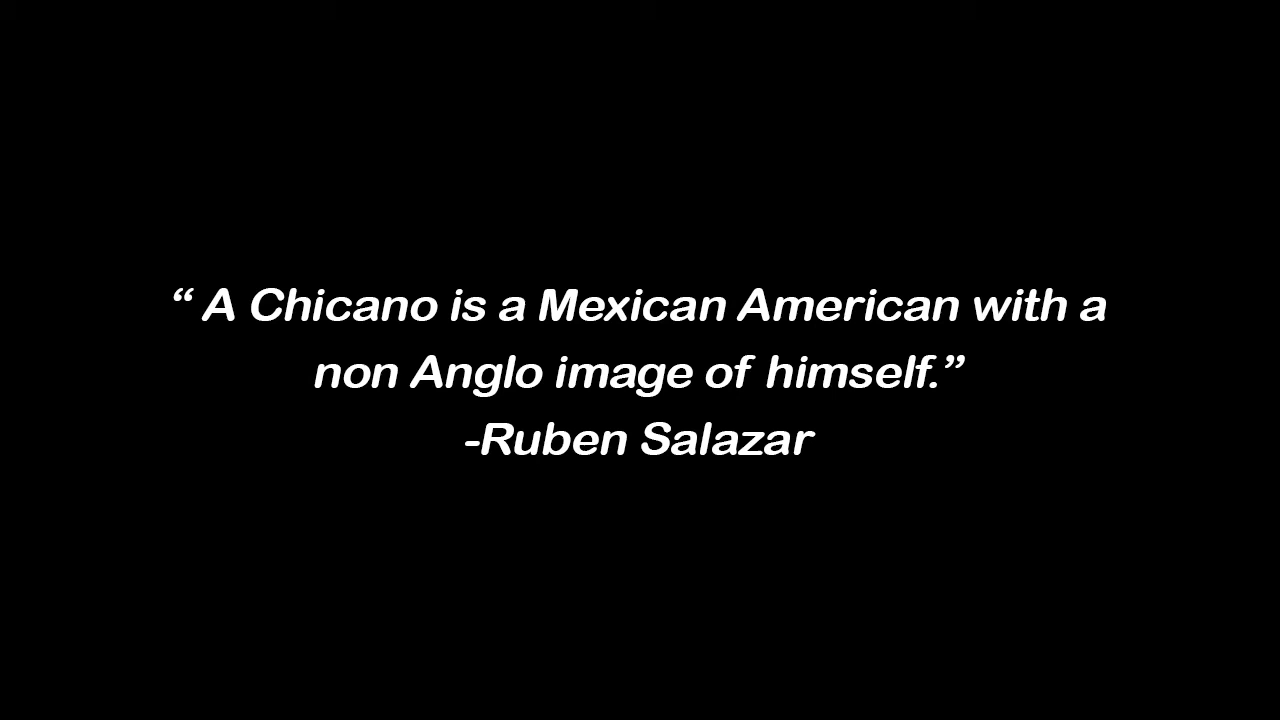 “ A Chicano is a Mexican American with a
non Anglo image of himself.”
-Ruben Salazar